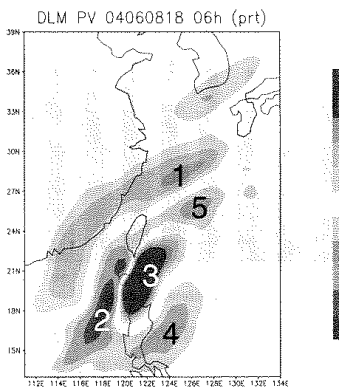 DLM PV 04060818 06h (prt)
39N
36N
33N
30N
1
27N
5
24N
21N
3
18N
2
4
15N
112E 114E 116E 118E 120E 122E 124E 126E 128E 130E 132E 134E